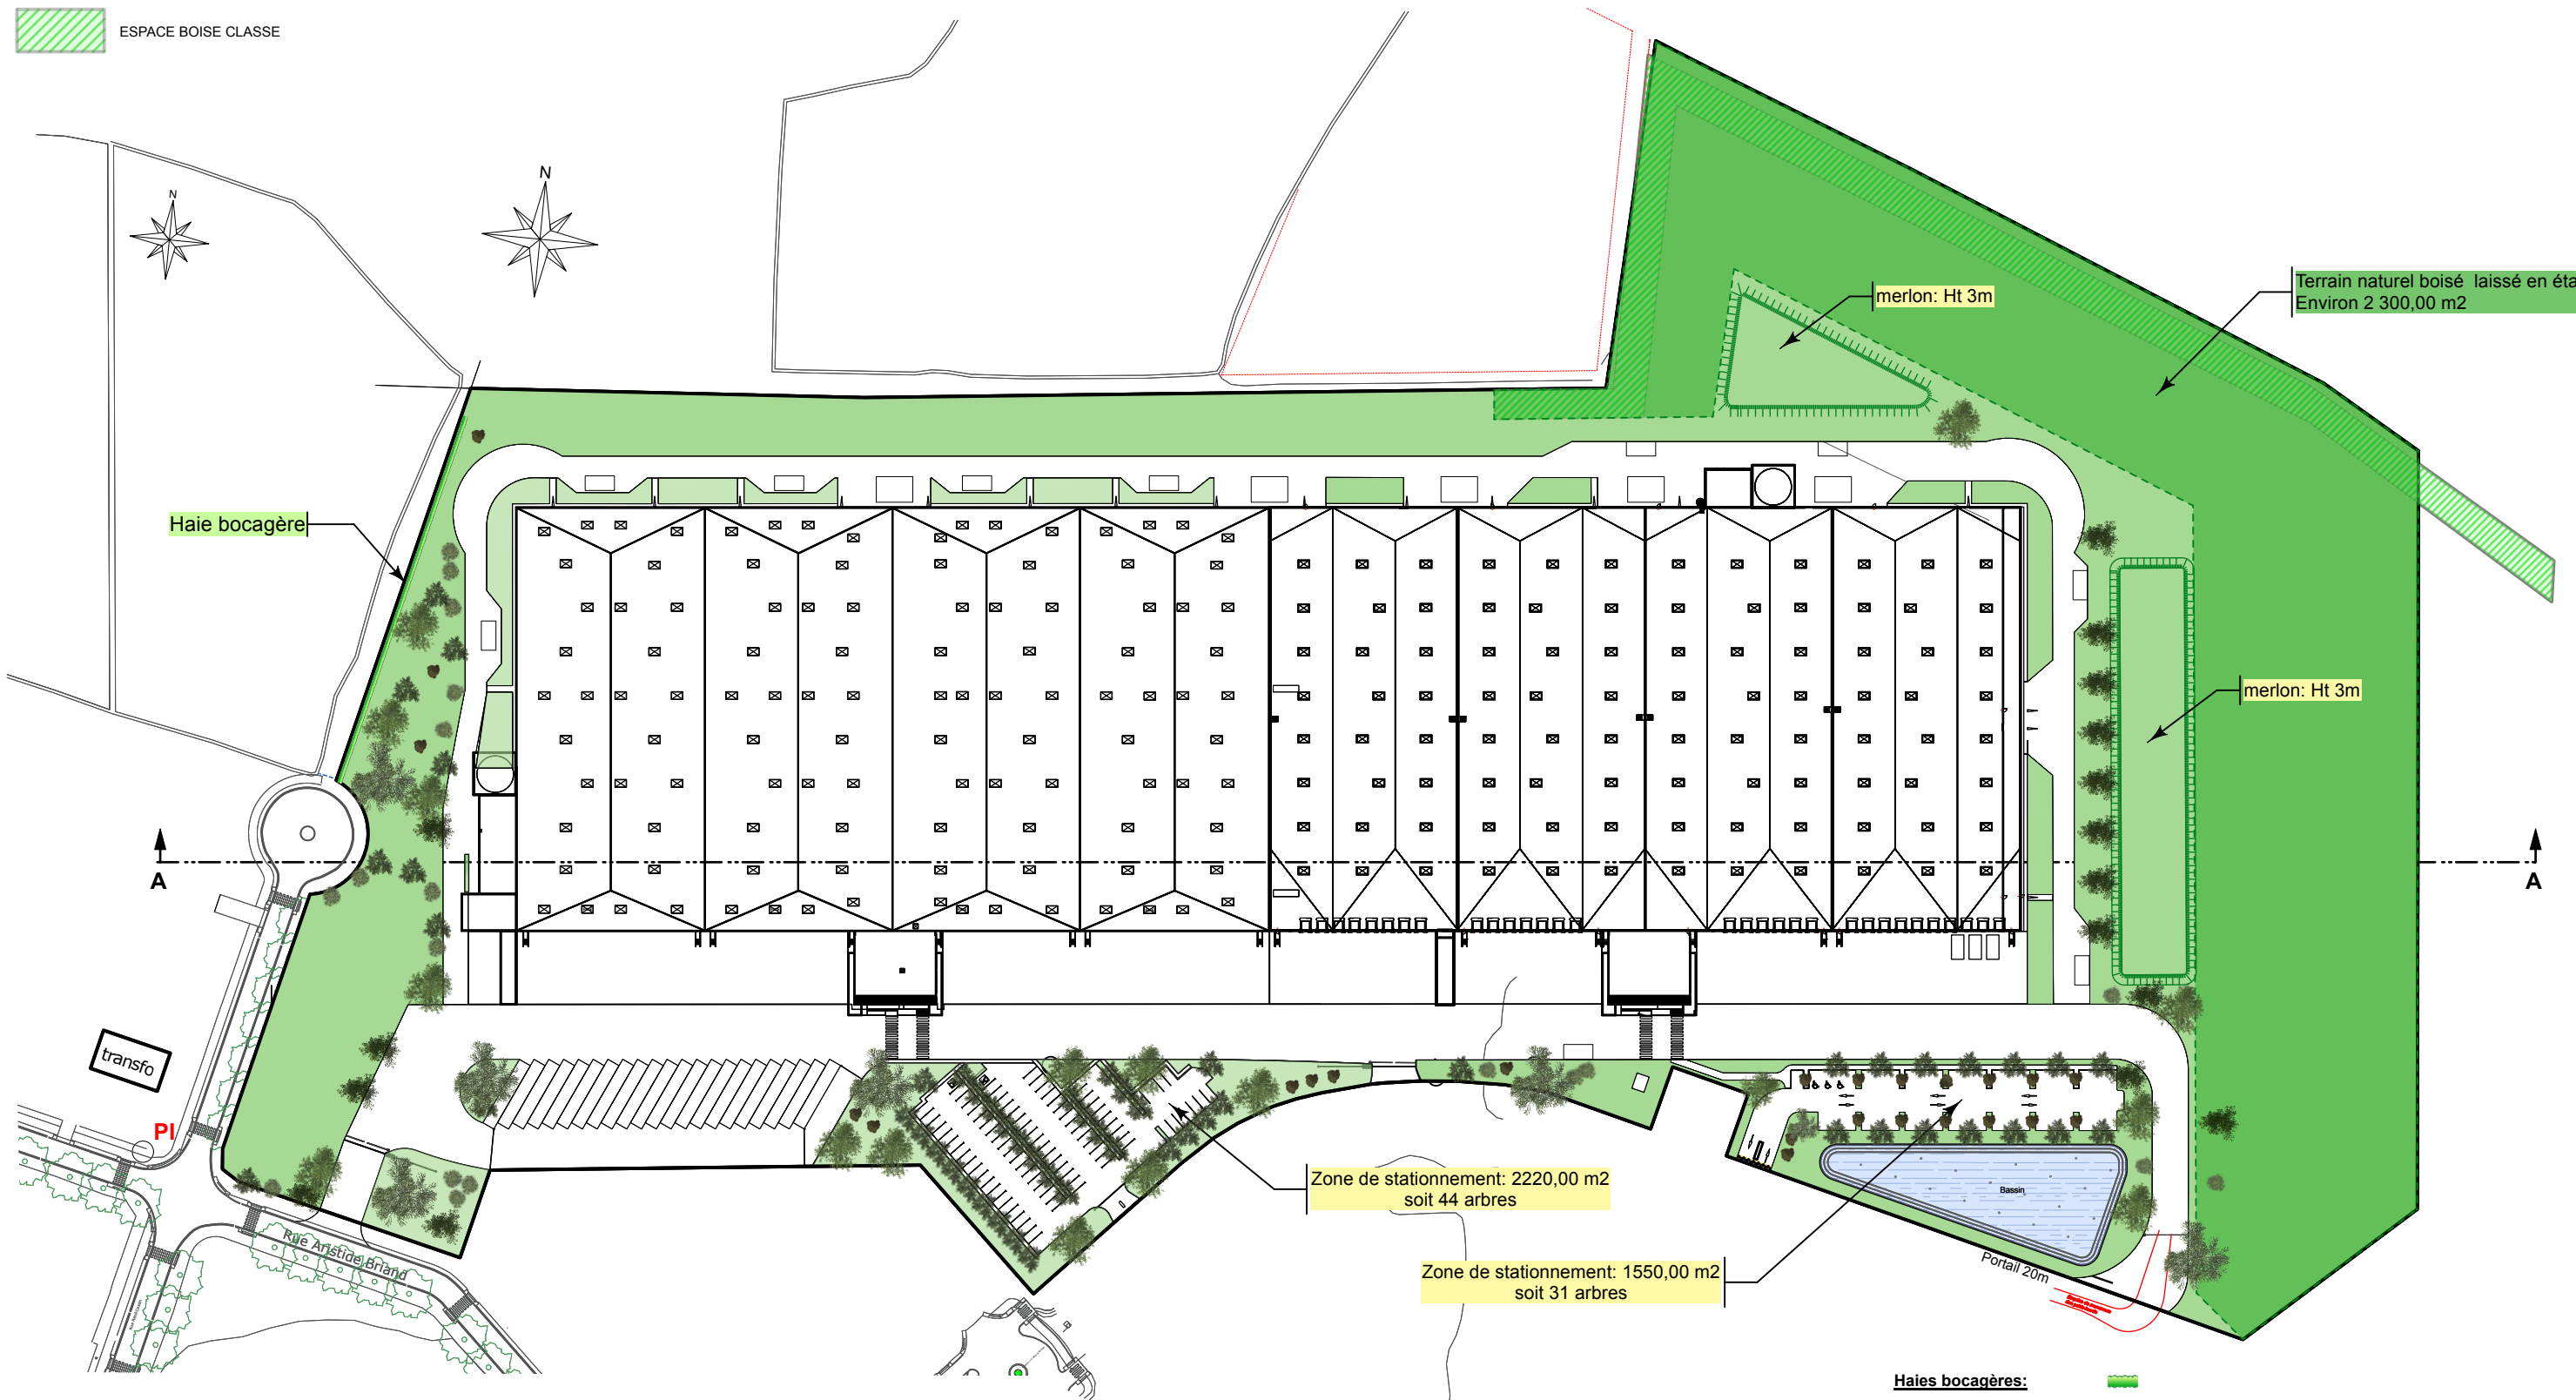 ESPACE BOISE CLASSE
N
N
merlon: Ht 3m
Terrain naturel boisé laissé en éta
Environ 2 300,00 m2
Haie bocagère
merlon: Ht 3m
A
A
transfo
PI
Zone de stationnement: 2220,00 m2
soit 44 arbres
Bassin
Rue Aristide Briand
Portail 20m
Zone de stationnement: 1550,00 m2
soit 31 arbres
Haies bocagères: